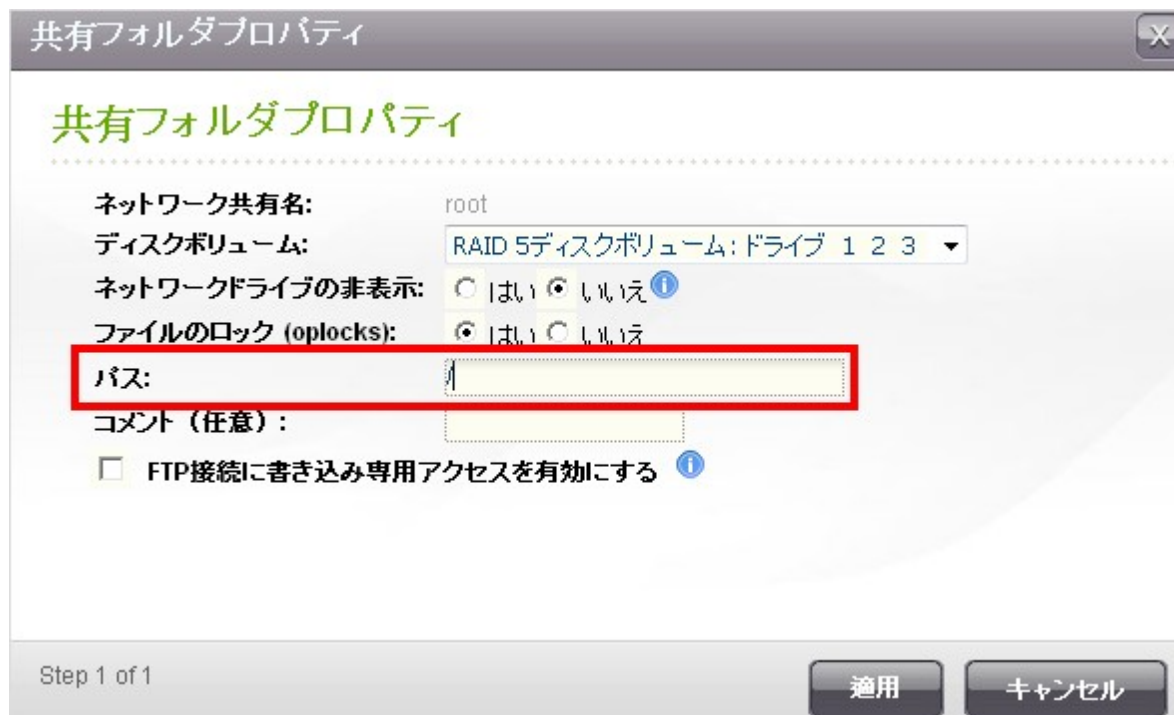 共有フォルダプロパティ
X
共有フォルダプロパティ
ネットワーク共有名: root
ディスクボリューム: RAID 5ディスクボリューム: ドライブ 1 2 3
ネットワークドライブの非表示: はい いいえ
ファイルのロック (oplocks): はい いいえ
パス: /
コメント（任意）:
FTP接続に書き込み専用アクセスを有効にする
Step 1 of 1
適用 キャンセル